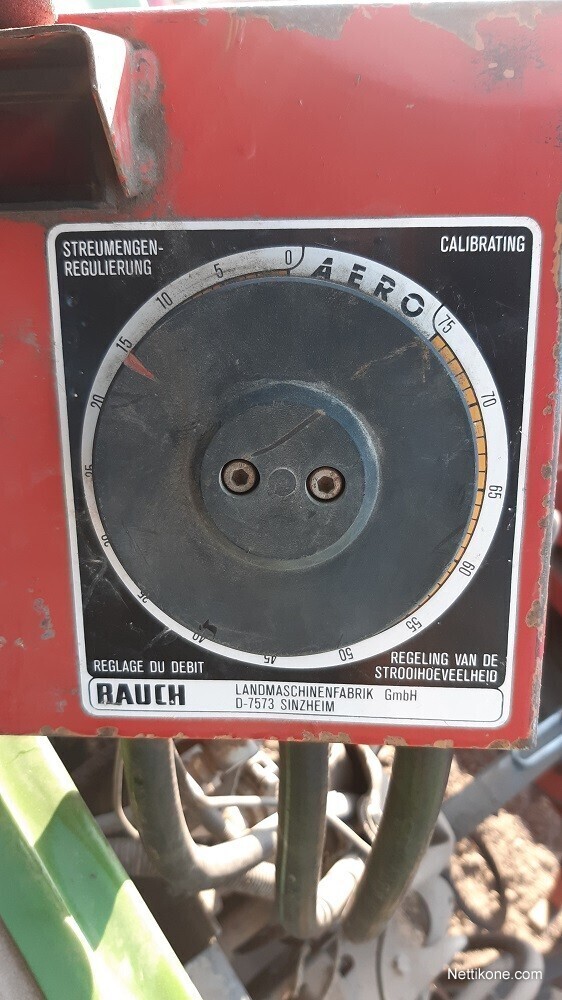 STREUMENGEN-
REGULIERUNG
CALIBRATING
0
5
10
15
20
25
30
35
40
45
50
55
60
65
70
75
AERO
REGLAGE DU DEBIT
REGELING VAN DE
STROOIHOEVEELHEID
RAUCH
LANDMASCHINENFABRIK GmbH
D-7573 SINZHEIM
Nettikone.com